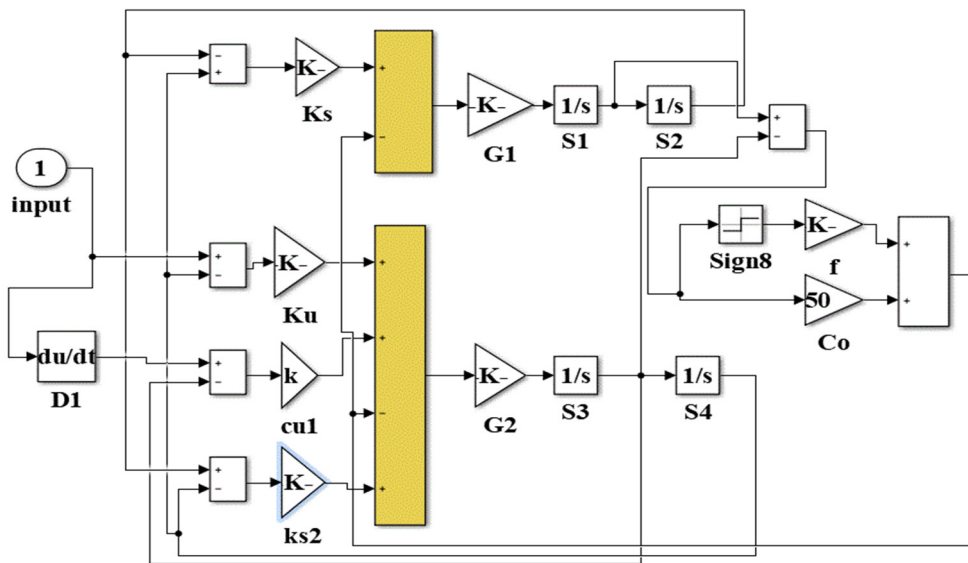 K-
Ks
K-
G1
1/s
S1
1/s
S2
1
input
K-
Ku
Sign8
K-
f
50
Co
du/dt
D1
k
cu1
K-
G2
1/s
S3
1/s
S4
K-
ks2